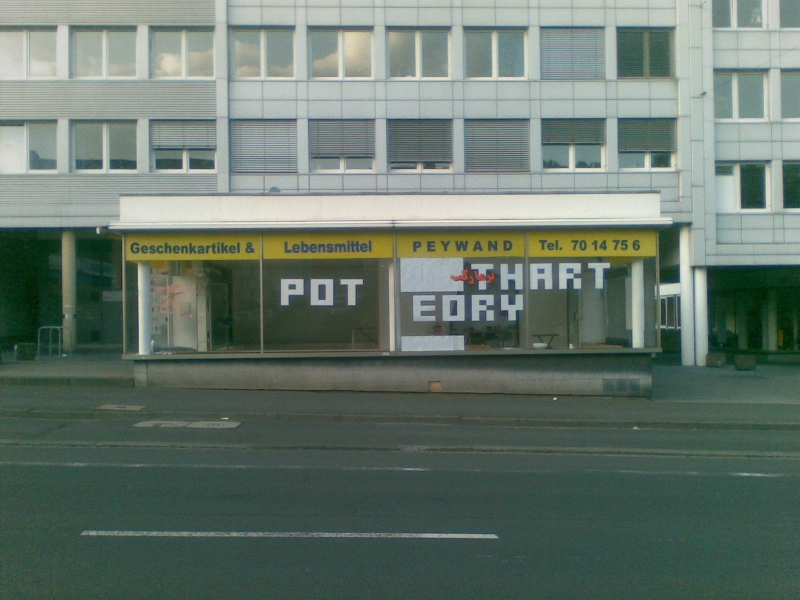 Geschenkartikel & Lebensmittel PEYWAND Tel. 70 14 75 6
POT THART
EORY